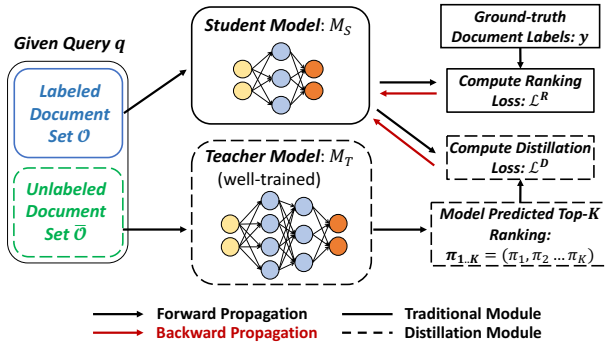 Given Query q
Labeled
Document
Set O
Unlabeled
Document
Set Õ
Student Model: M_S
Teacher Model: M_T
(well-trained)
Ground-truth
Document Labels: y
Compute Ranking
Loss: ℒ^R
Compute Distillation
Loss: ℒ^D
Model Predicted Top-K
Ranking:
π_{1..K} = (π_1, π_2 … π_K)
Forward Propagation
Traditional Module
Backward Propagation
Distillation Module